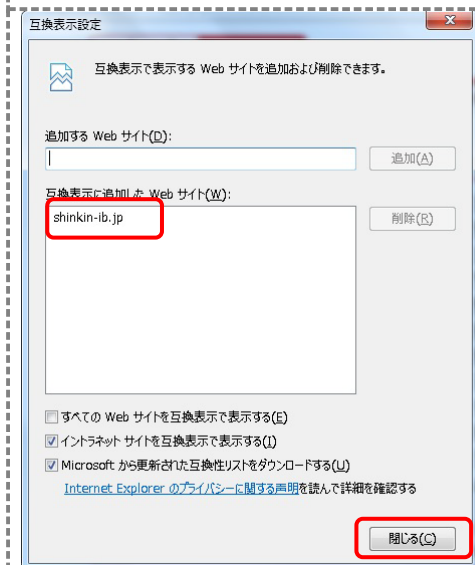 互換表示設定
互換表示で表示する Web サイトを追加および削除できます。
追加する Web サイト(D):
追加(A)
互換表示に追加した Web サイト(W):
shinkin-ib.jp
削除(R)
すべての Web サイトを互換表示で表示する(E)
イントラネット サイトを互換表示で表示する(I)
Microsoft から更新された互換性リストをダウンロードする(U)
Internet Explorer のプライバシーに関する声明を読んで詳細を確認する
閉じる(C)